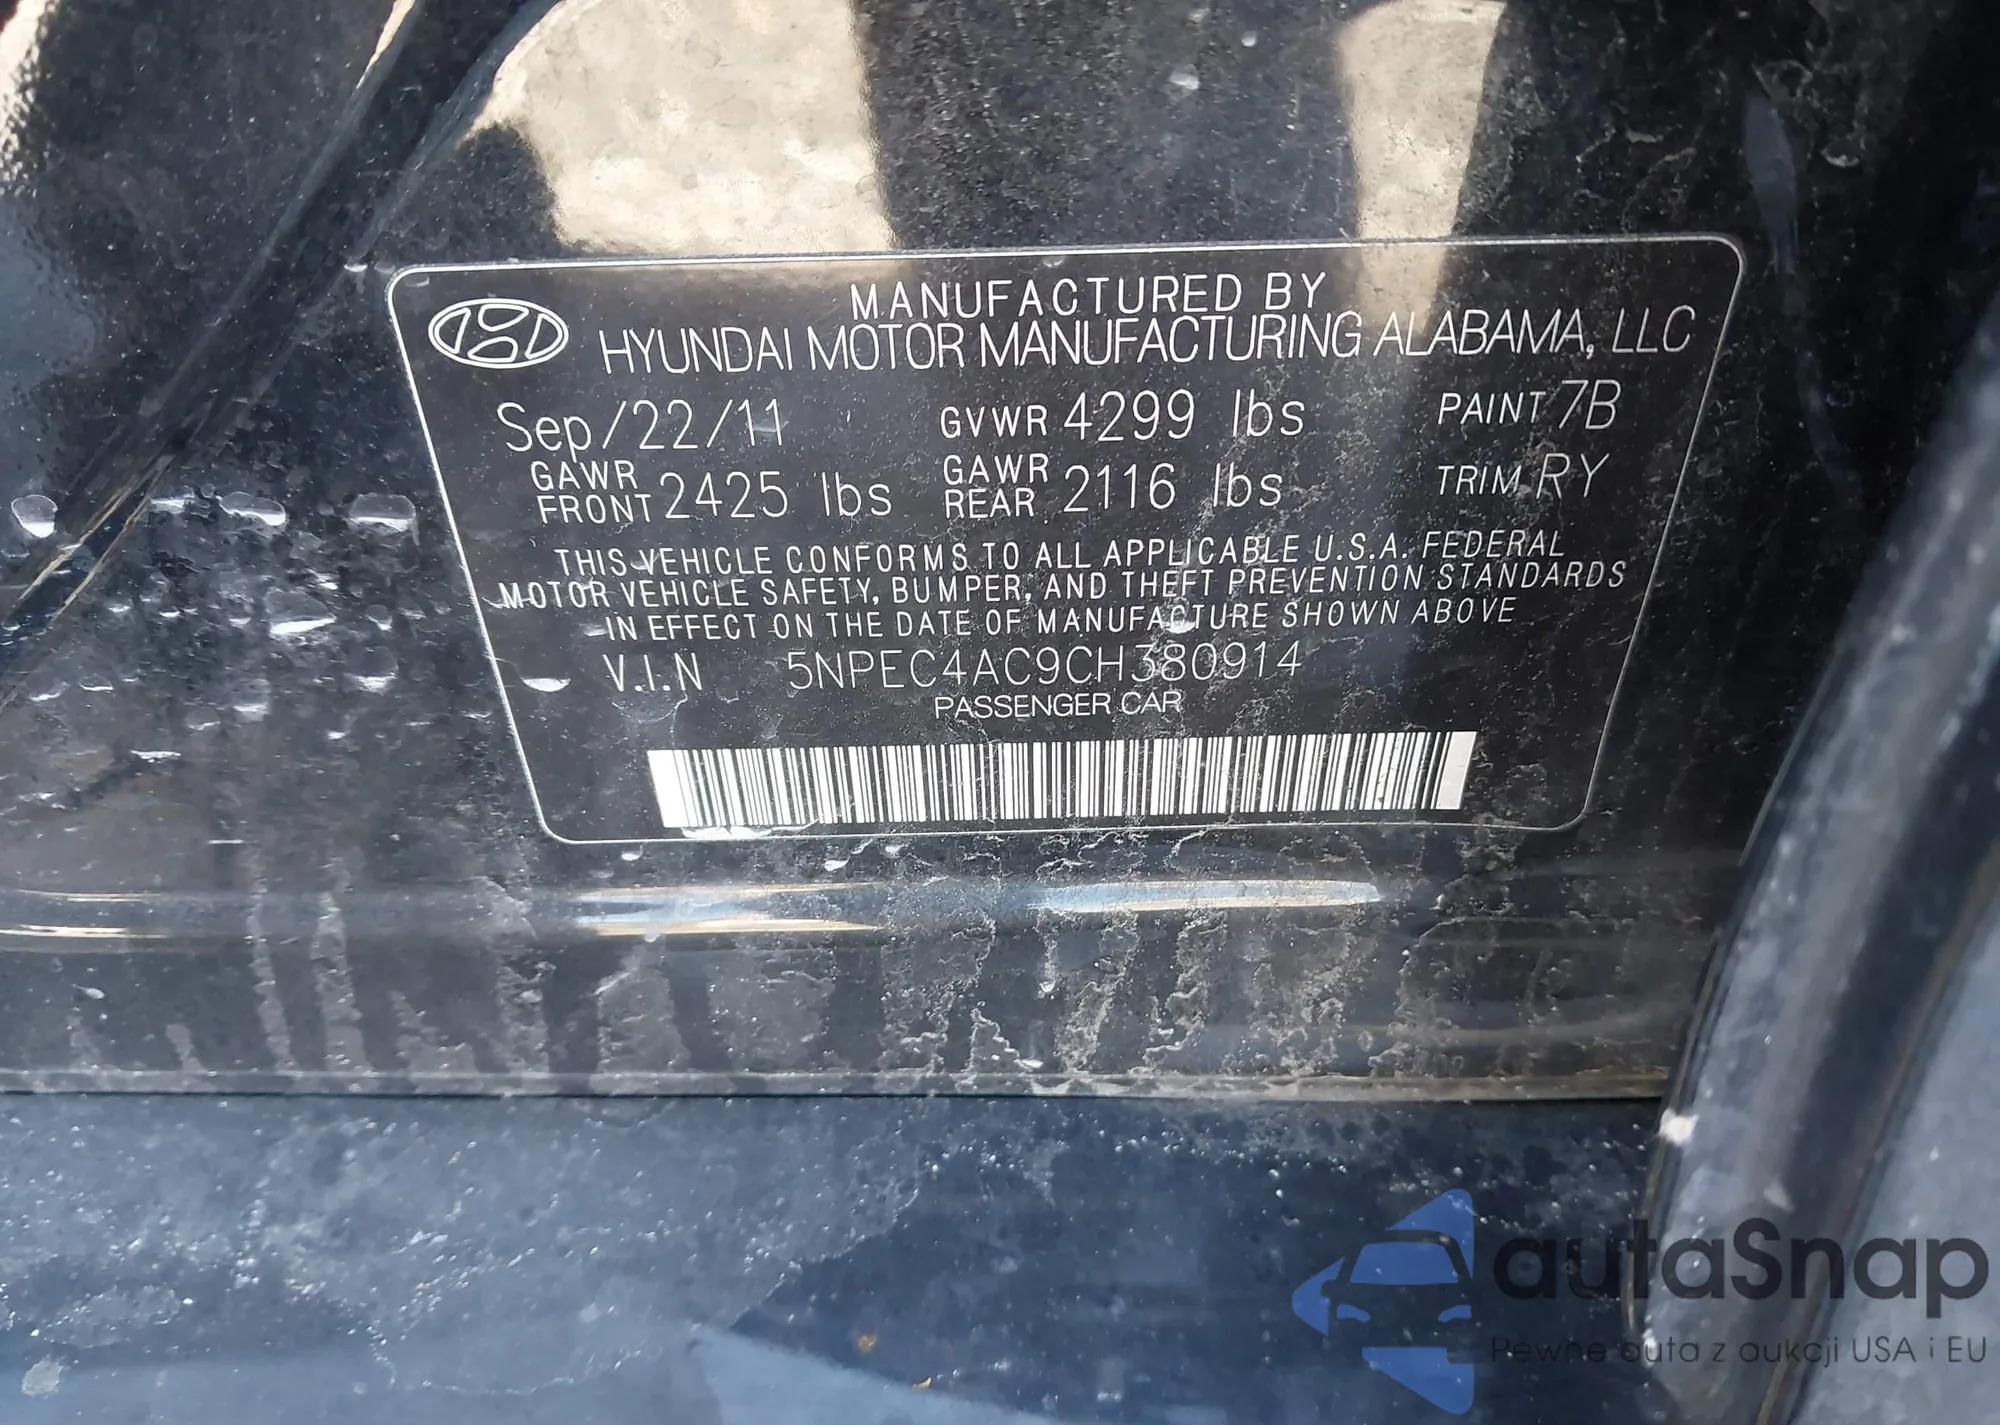 MANUFACTURED BY
HYUNDAI MOTOR MANUFACTURING ALABAMA, LLC
Sep/22/11 GVWR 4299 lbs PAINT 7B
GAWR FRONT 2425 lbs GAWR REAR 2116 lbs TRIM RY
THIS VEHICLE CONFORMS TO ALL APPLICABLE U.S.A. FEDERAL
MOTOR VEHICLE SAFETY, BUMPER, AND THEFT PREVENTION STANDARDS
IN EFFECT ON THE DATE OF MANUFACTURE SHOWN ABOVE
V.I.N 5NPEC4AC9CH380914
PASSENGER CAR
autaSnap
Pewne auta z aukcji USA i EU